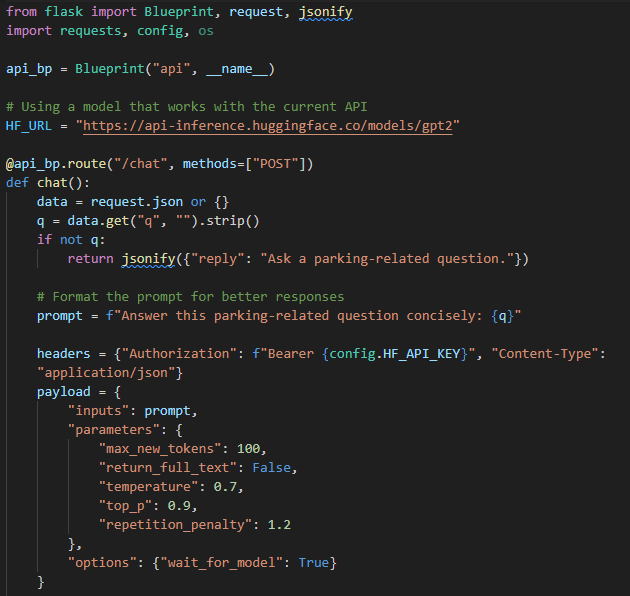 from flask import Blueprint, request, jsonify
import requests, config, os

api_bp = Blueprint("api", __name__)

# Using a model that works with the current API
HF_URL = "https://api-inference.huggingface.co/models/gpt2"

@api_bp.route("/chat", methods=["POST"])
def chat():
    data = request.json or {}
    q = data.get("q", "").strip()
    if not q:
        return jsonify({"reply": "Ask a parking-related question."})

    # Format the prompt for better responses
    prompt = f"Answer this parking-related question concisely: {q}"

    headers = {"Authorization": f"Bearer {config.HF_API_KEY}", "Content-Type":
    "application/json"}
    payload = {
        "inputs": prompt,
        "parameters": {
            "max_new_tokens": 100,
            "return_full_text": False,
            "temperature": 0.7,
            "top_p": 0.9,
            "repetition_penalty": 1.2
        },
        "options": {"wait_for_model": True}
    }